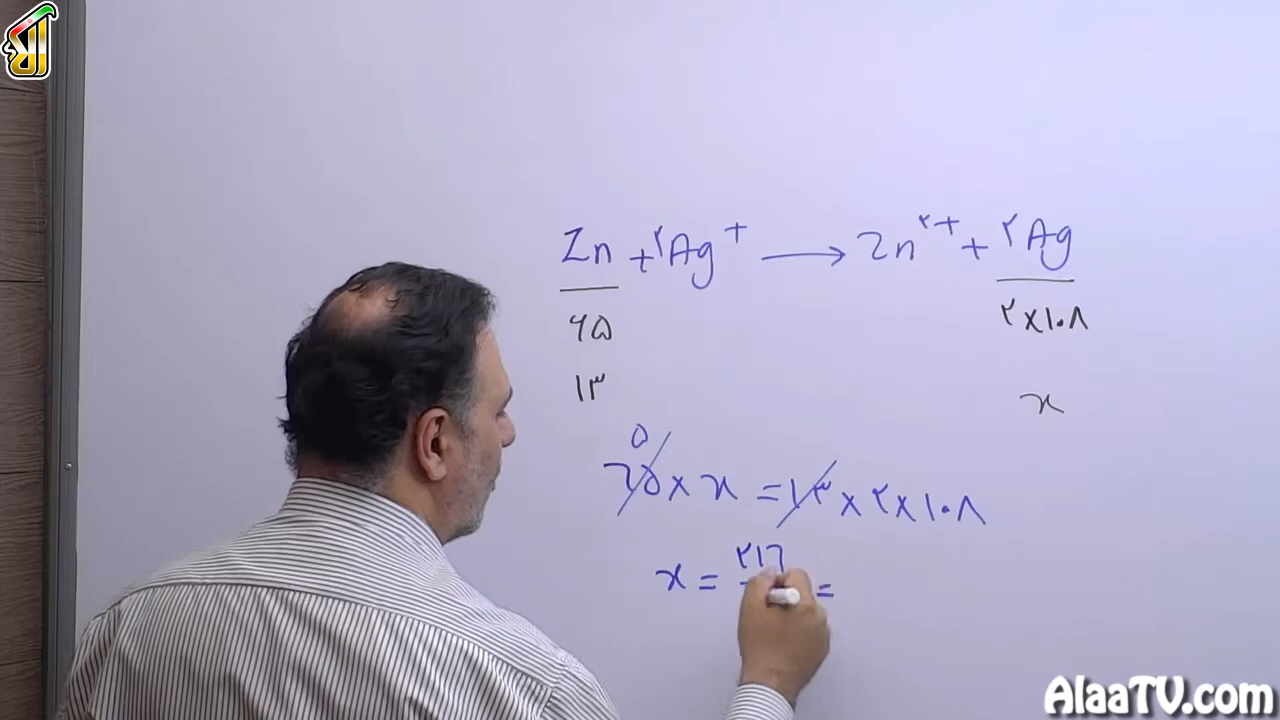 Zn + ۲Ag⁺ → Zn²⁺ + ۲Ag
۶۵ ۲×۱۰۸
۱۳ x
۵
۶۵ × x = ۱۳ × ۲ × ۱۰۸
x = ۲۱۶ =
AlaaTV.com